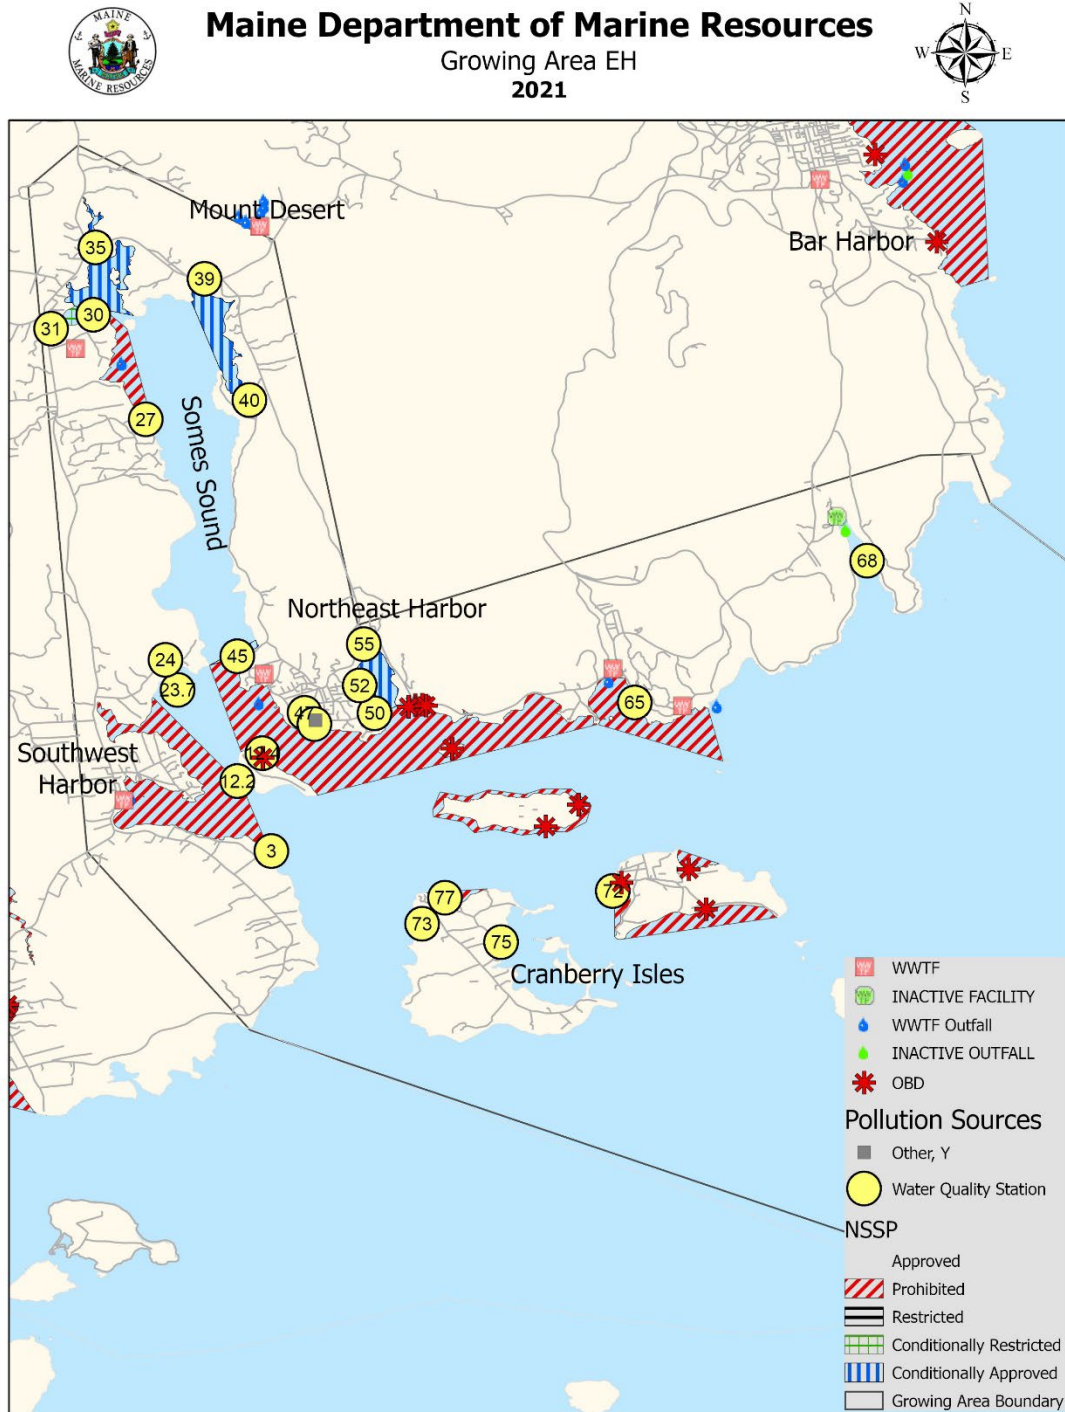 Maine Department of Marine Resources
Growing Area EH
2021
MAINE
MARINE RESOURCES
N
W E
S
Mount Desert
Bar Harbor
35
39
30
31
40
27
Somes Sound
68
Northeast Harbor
55
45
24
52
23.7
65
47
50
Southwest
Harbor
12.2
3
72
77
73
75
Cranberry Isles
WWTF
INACTIVE FACILITY
WWTF Outfall
INACTIVE OUTFALL
OBD
Pollution Sources
Other, Y
Water Quality Station
NSSP
Approved
Prohibited
Restricted
Conditionally Restricted
Conditionally Approved
Growing Area Boundary